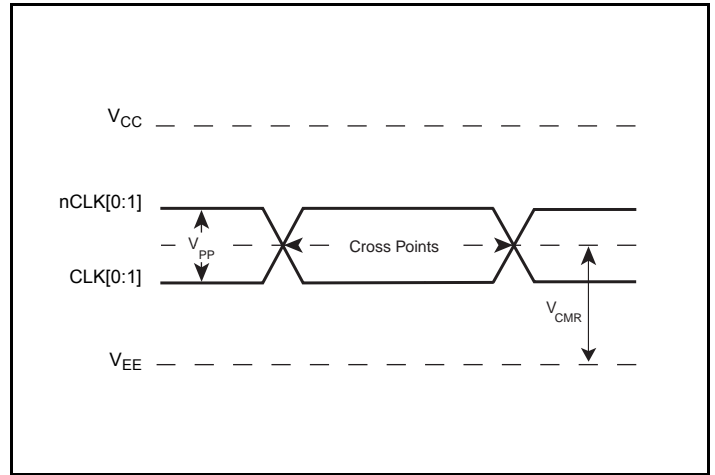 VCC
nCLK[0:1]
VPP
Cross Points
CLK[0:1]
VCMR
VEE